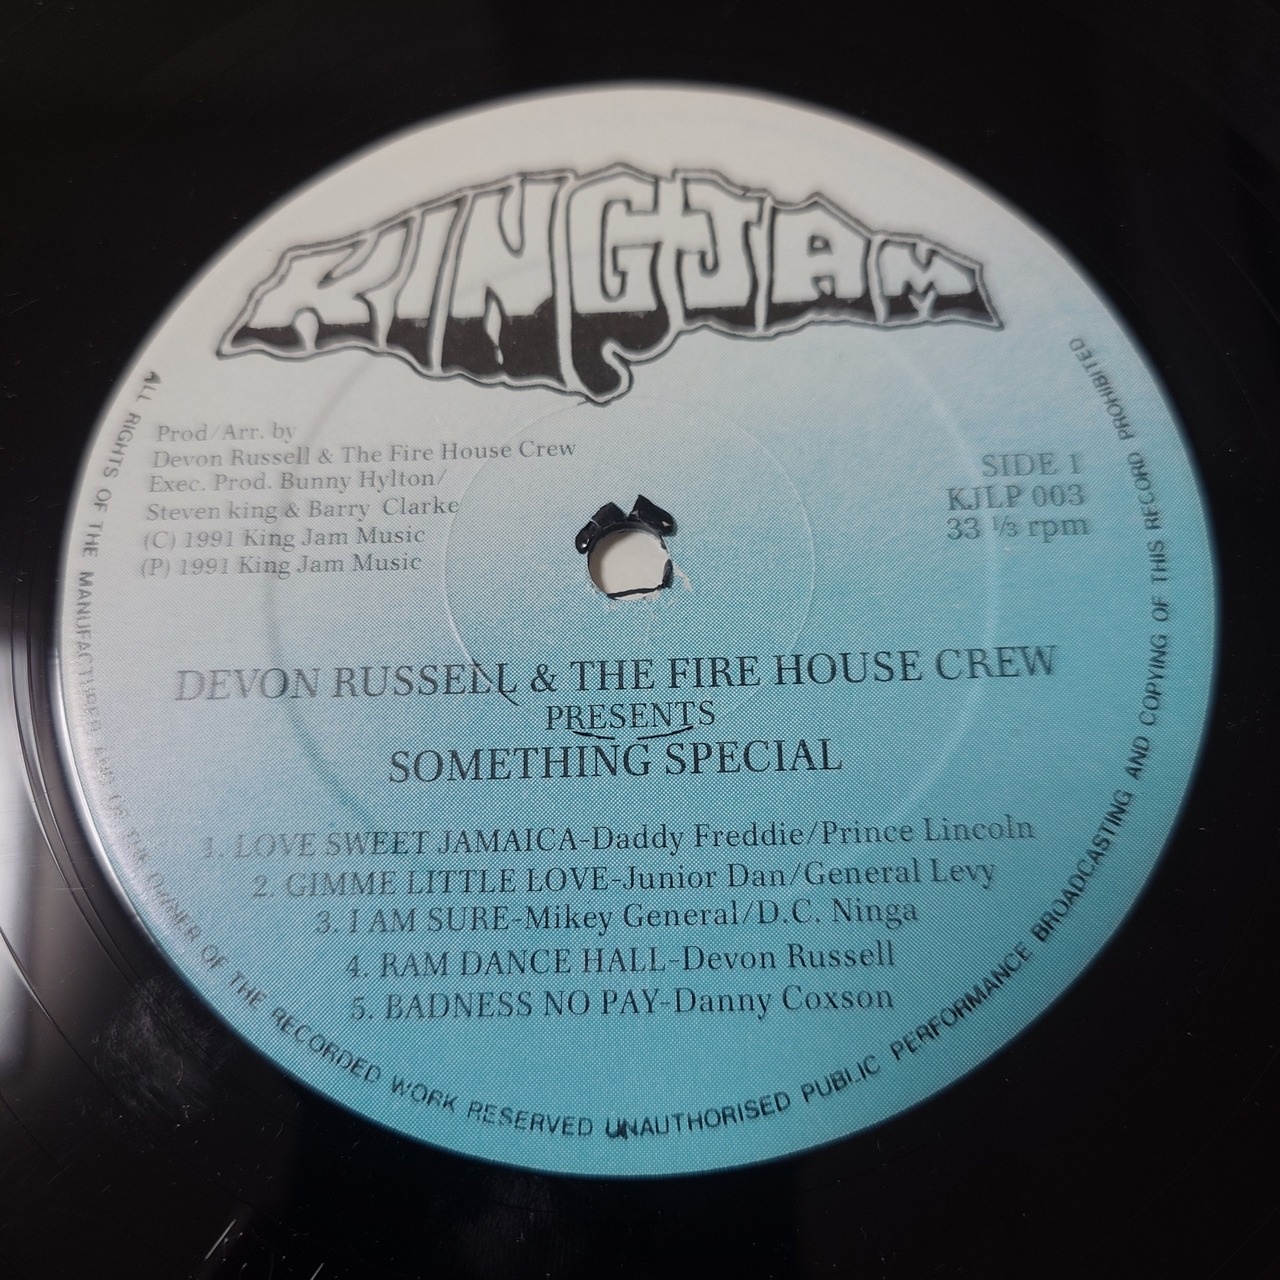 KING JAM
Prod/Arr. by
Devon Russell & The Fire House Crew
Exec. Prod. Bunny Hylton/
Steven king & Barry Clarke
(C) 1991 King Jam Music
(P) 1991 King Jam Music
SIDE 1
KJLP 003
33 ⅓ rpm
DEVON RUSSELL & THE FIRE HOUSE CREW
PRESENTS
SOMETHING SPECIAL
1. LOVE SWEET JAMAICA-Daddy Freddie/Prince Lincoln
2. GIMME LITTLE LOVE-Junior Dan/General Levy
3. I AM SURE-Mikey General/D.C. Ninga
4. RAM DANCE HALL-Devon Russell
5. BADNESS NO PAY-Danny Coxson
ALL RIGHTS OF THE MANUFACTURER AND OF THE OWNER OF THE RECORDED WORK RESERVED UNAUTHORISED PUBLIC PERFORMANCE BROADCASTING AND COPYING OF THIS RECORD PROHIBITED